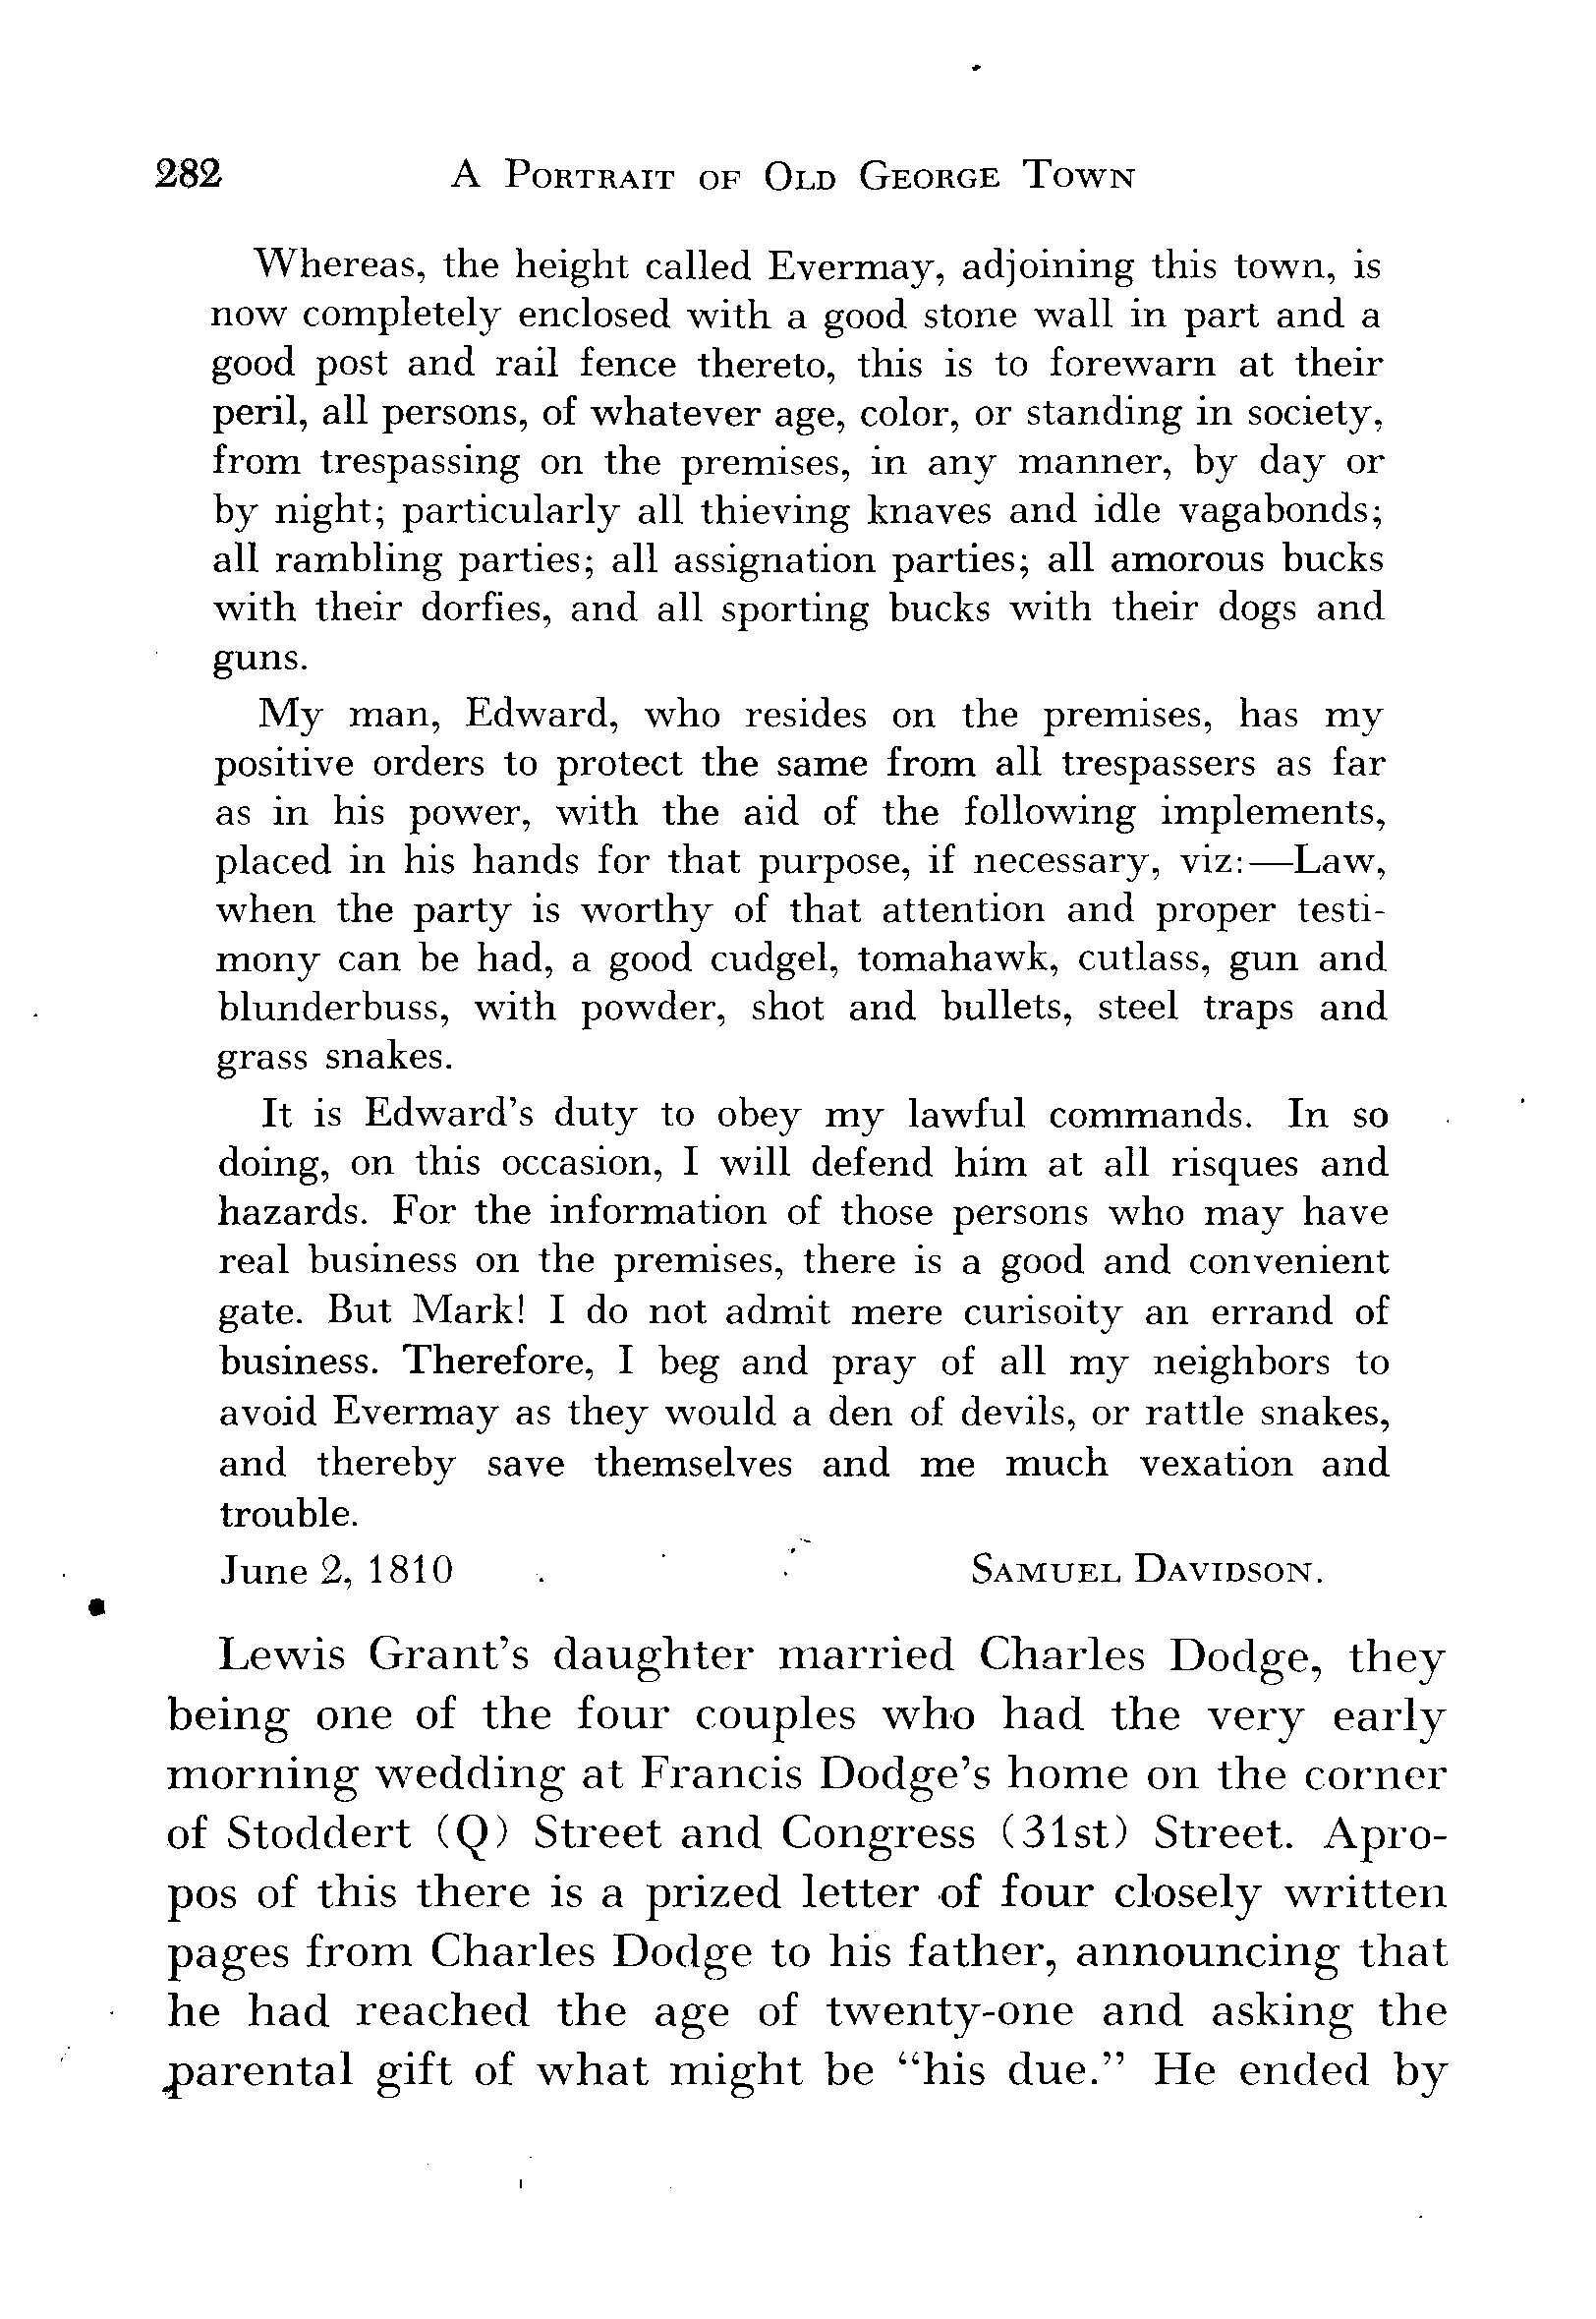 282 A Portrait of Old George Town
Whereas, the height called Evermay, adjoining this town, is
now completely enclosed with a good stone wall in part and a
good post and rail fence thereto, this is to forewarn at their
peril, all persons, of whatever age, color, or standing in society,
from trespassing on the premises, in any manner, by day or
by night; particularly all thieving knaves and idle vagabonds;
all rambling parties; all assignation parties; all amorous bucks
with their dorfies, and all sporting bucks with their dogs and
guns.
My man, Edward, who resides on the premises, has my
positive orders to protect the same from all trespassers as far
as in his power, with the aid of the following implements,
placed in his hands for that purpose, if necessary, viz:—Law,
when the party is worthy of that attention and proper testi-
mony can be had, a good cudgel, tomahawk, cutlass, gun and
blunderbuss, with powder, shot and bullets, steel traps and
grass snakes.
It is Edward's duty to obey my lawful commands. In so
doing, on this occasion, I will defend him at all risques and
hazards. For the information of those persons who may have
real business on the premises, there is a good and convenient
gate. But Mark! I do not admit mere curisoity an errand of
business. Therefore, I beg and pray of all my neighbors to
avoid Evermay as they would a den of devils, or rattle snakes,
and thereby save themselves and me much vexation and
trouble.
June 2, 1810 Samuel Davidson.
Lewis Grant's daughter married Charles Dodge, they
being one of the four couples who had the very early
morning wedding at Francis Dodge's home on the corner
of Stoddert (Q) Street and Congress (31st) Street. Apro-
pos of this there is a prized letter of four closely written
pages from Charles Dodge to his father, announcing that
he had reached the age of twenty-one and asking the
parental gift of what might be "his due." He ended by